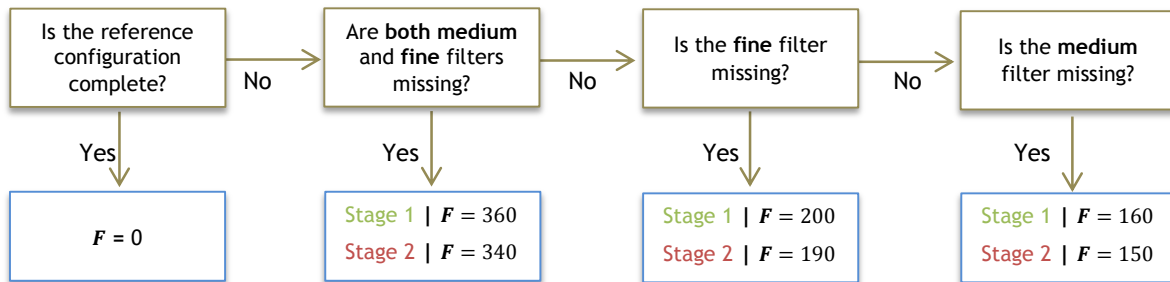 Is the reference
configuration
complete?
No
Are both medium
and fine filters
missing?
No
Is the fine filter
missing?
No
Is the medium
filter missing?
Yes
Yes
Yes
Yes
F = 0
Stage 1 | F = 360
Stage 2 | F = 340
Stage 1 | F = 200
Stage 2 | F = 190
Stage 1 | F = 160
Stage 2 | F = 150